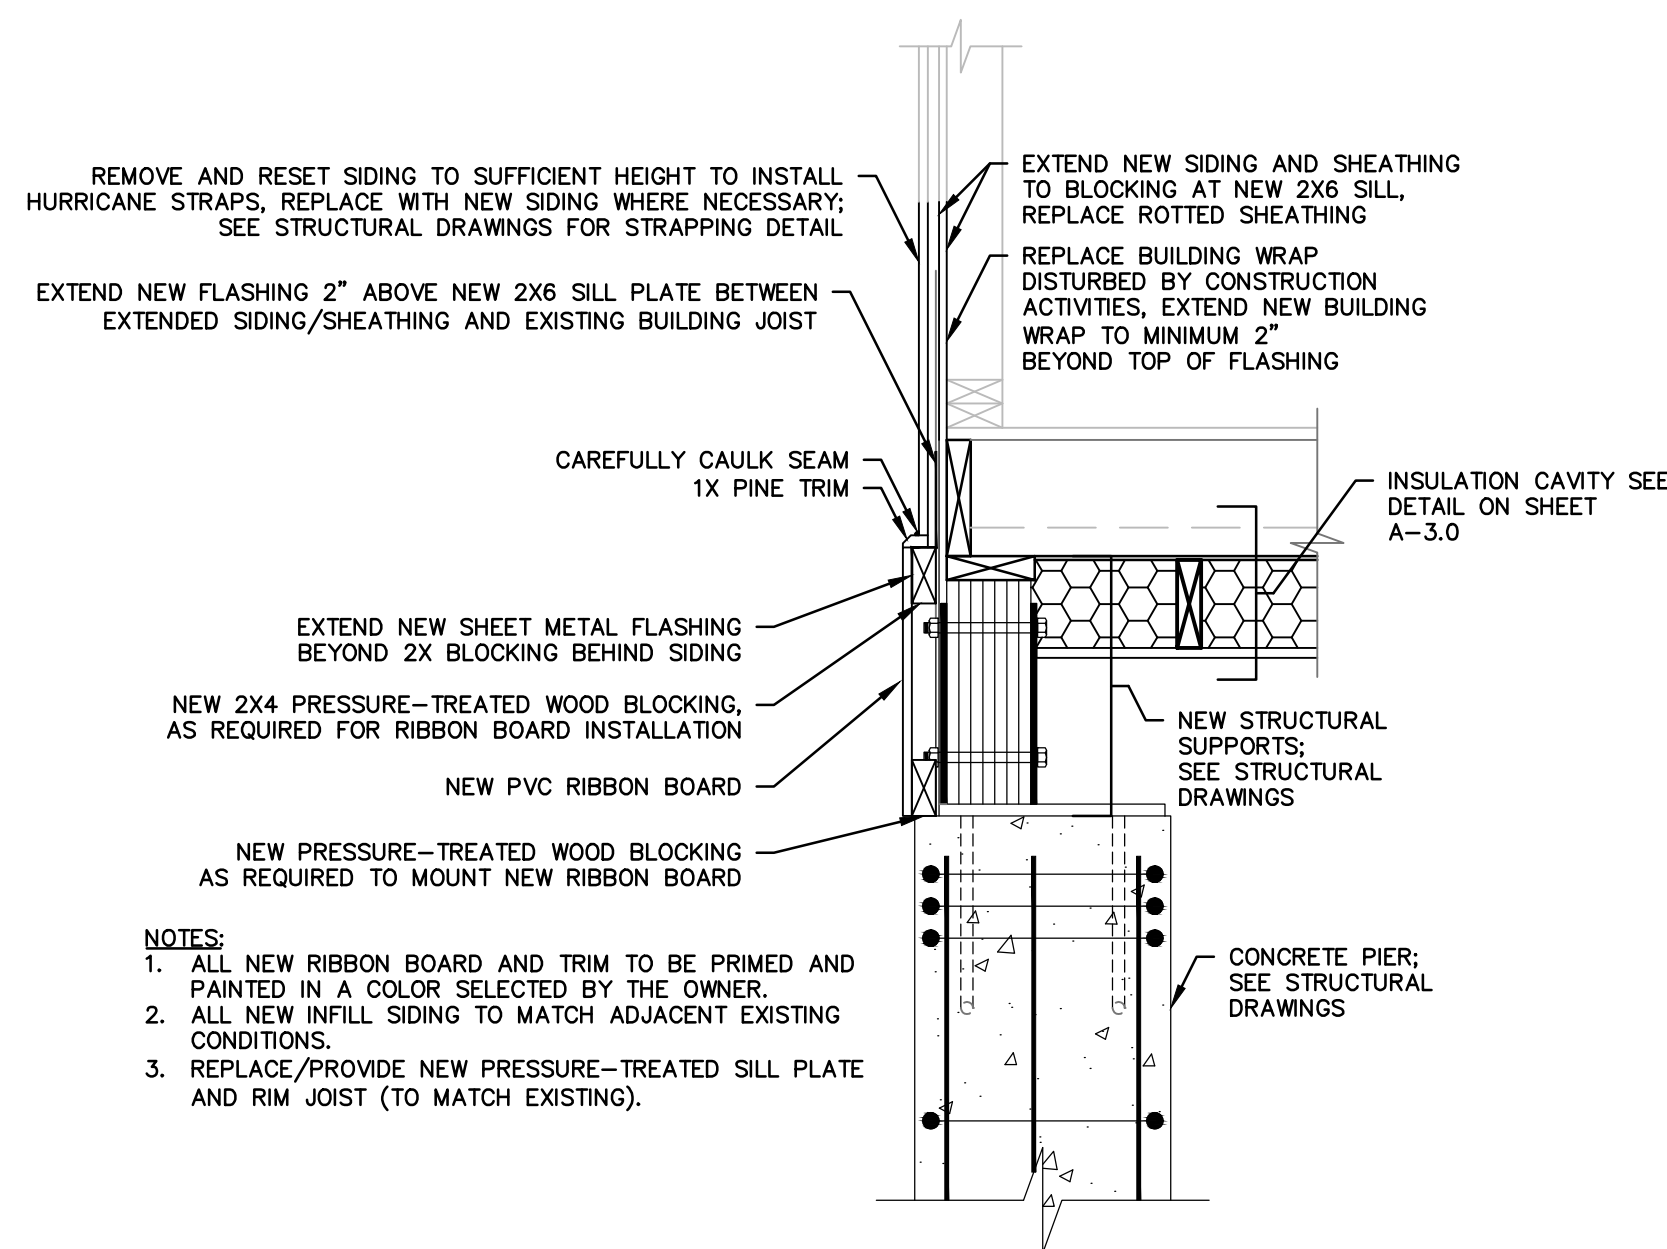 REMOVE AND RESET SIDING TO SUFFICIENT HEIGHT TO INSTALL
HURRICANE STRAPS, REPLACE WITH NEW SIDING WHERE NECESSARY;
SEE STRUCTURAL DRAWINGS FOR STRAPPING DETAIL
EXTEND NEW FLASHING 2" ABOVE NEW 2X6 SILL PLATE BETWEEN
EXTENDED SIDING/SHEATHING AND EXISTING BUILDING JOIST
CAREFULLY CAULK SEAM
1X PINE TRIM
EXTEND NEW SHEET METAL FLASHING
BEYOND 2X BLOCKING BEHIND SIDING
NEW 2X4 PRESSURE-TREATED WOOD BLOCKING,
AS REQUIRED FOR RIBBON BOARD INSTALLATION
NEW PVC RIBBON BOARD
NEW PRESSURE-TREATED WOOD BLOCKING
AS REQUIRED TO MOUNT NEW RIBBON BOARD
EXTEND NEW SIDING AND SHEATHING
TO BLOCKING AT NEW 2X6 SILL,
REPLACE ROTTED SHEATHING
REPLACE BUILDING WRAP
DISTURBED BY CONSTRUCTION
ACTIVITIES, EXTEND NEW BUILDING
WRAP TO MINIMUM 2"
BEYOND TOP OF FLASHING
INSULATION CAVITY SEE
DETAIL ON SHEET
A-3.0
NEW STRUCTURAL
SUPPORTS;
SEE STRUCTURAL
DRAWINGS
CONCRETE PIER;
SEE STRUCTURAL
DRAWINGS
NOTES:
1. ALL NEW RIBBON BOARD AND TRIM TO BE PRIMED AND
PAINTED IN A COLOR SELECTED BY THE OWNER.
2. ALL NEW INFILL SIDING TO MATCH ADJACENT EXISTING
CONDITIONS.
3. REPLACE/PROVIDE NEW PRESSURE-TREATED SILL PLATE
AND RIM JOIST (TO MATCH EXISTING).